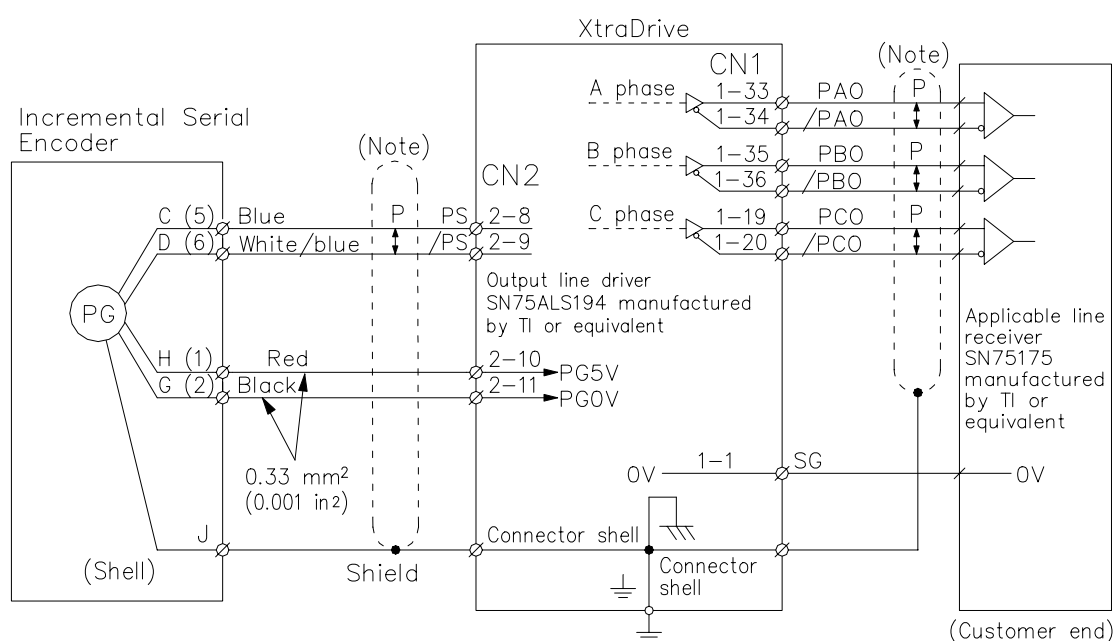 XtraDrive
(Note)
CN1
A phase
1-33
PAO
P
1-34
/PAO
Incremental Serial
Encoder
(Note)
CN2
B phase
1-35
PBO
P
1-36
/PBO
C (5)
Blue
P
PS
2-8
C phase
1-19
PCO
P
D (6)
White/blue
/PS
2-9
1-20
/PCO
PG
Output line driver
SN75ALS194 manufactured
by TI or equivalent
Applicable line
receiver
SN75175
manufactured
by TI or
equivalent
H (1)
Red
2-10
PG5V
G (2)
Black
2-11
PG0V
0.33 mm²
(0.001 in²)
0V
1-1
SG
0V
J
Connector shell
(Shell)
Shield
Connector
shell
(Customer end)